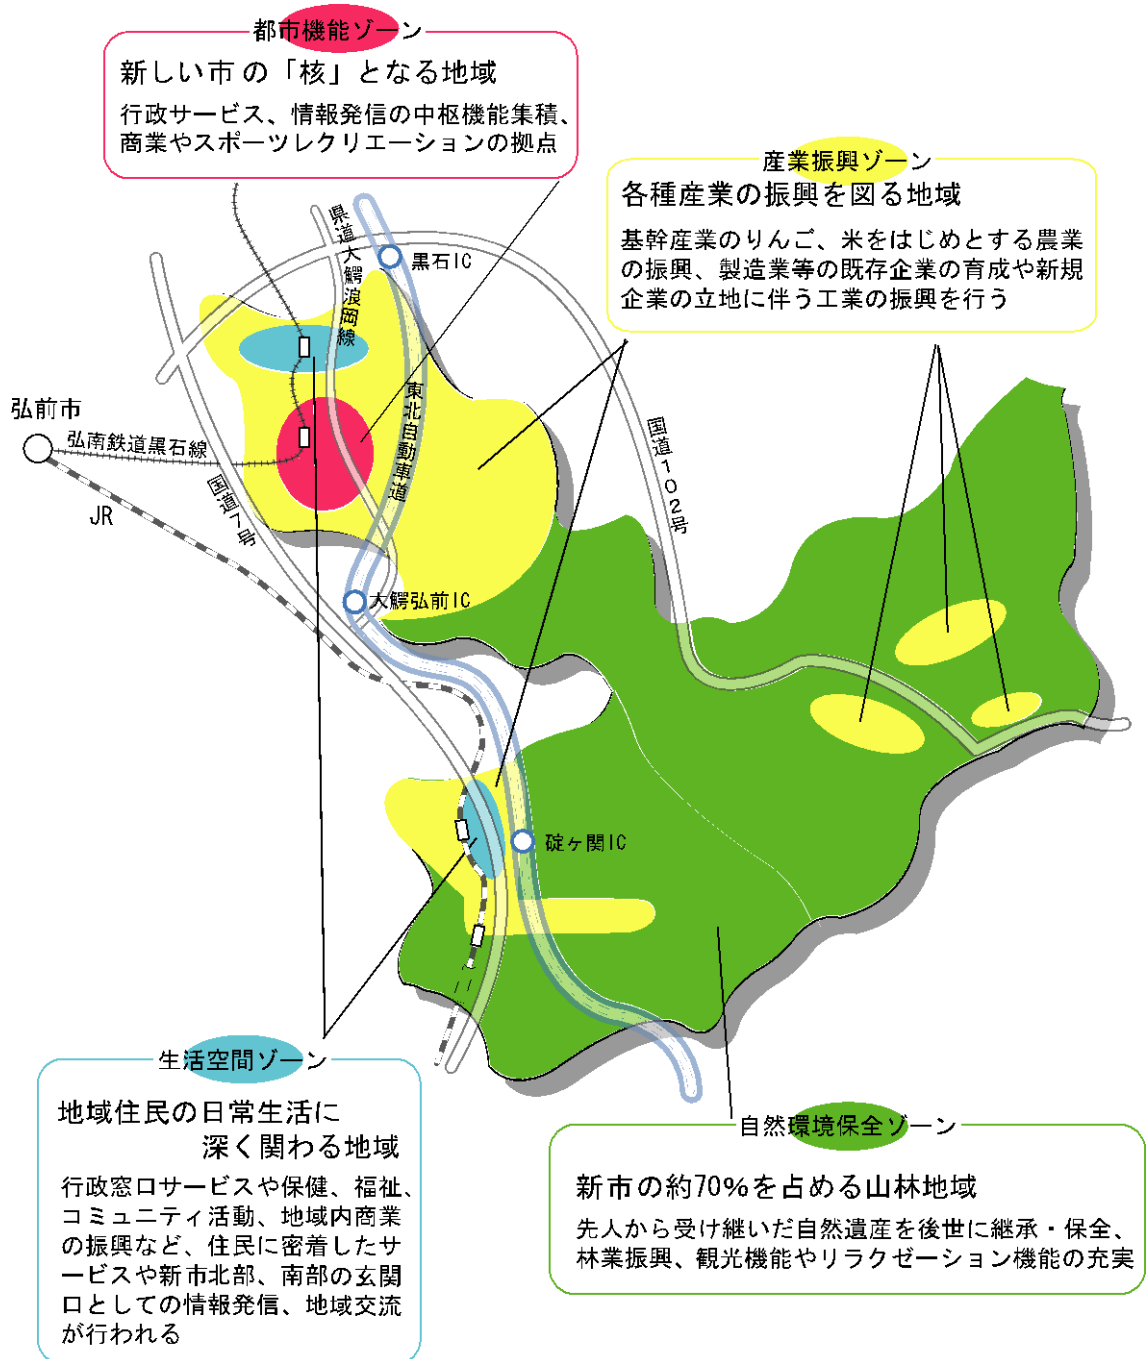 都市機能ゾーン
新しい市の「核」となる地域
行政サービス、情報発信の中枢機能集積、
商業やスポーツレクリエーションの拠点
産業振興ゾーン
各種産業の振興を図る地域
基幹産業のりんご、米をはじめとする農業
の振興、製造業等の既存企業の育成や新規
企業の立地に伴う工業の振興を行う
県道大鰐浪岡線
黒石IC
東北自動車道
弘前市
弘南鉄道黒石線
国道7号
JR
国道102号
大鰐弘前IC
碇ヶ関IC
生活空間ゾーン
地域住民の日常生活に
深く関わる地域
行政窓口サービスや保健、福祉、
コミュニティ活動、地域内商業
の振興など、住民に密着したサ
ービスや新市北部、南部の玄関
口としての情報発信、地域交流
が行われる
自然環境保全ゾーン
新市の約70%を占める山林地域
先人から受け継いだ自然遺産を後世に継承・保全、
林業振興、観光機能やリラクゼーション機能の充実